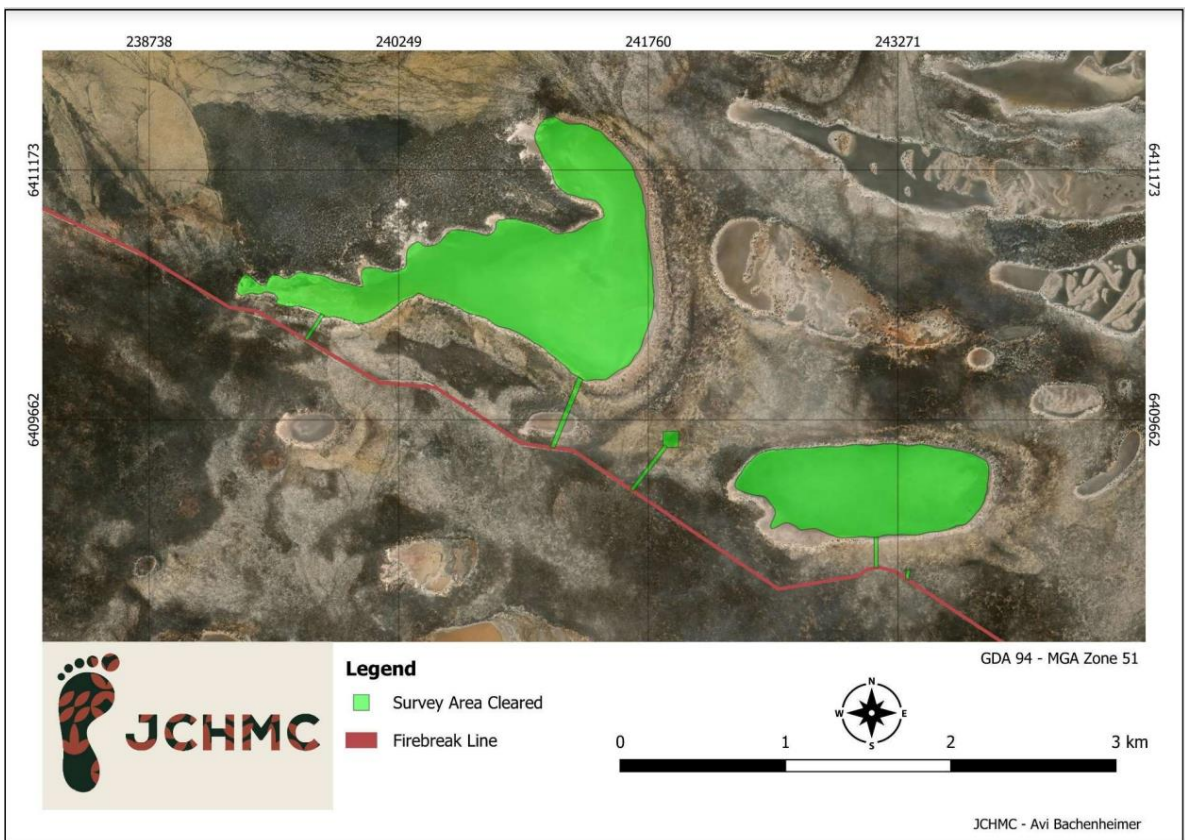 238738 240249 241760 243271
6411173 6411173
6409662 6409662
GDA 94 - MGA Zone 51
JCHMC
Legend
Survey Area Cleared
Firebreak Line
N
W E
S
0 1 2 3 km
JCHMC - Avi Bachenheimer